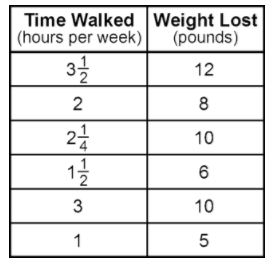 Time Walked Weight Lost
(hours per week) (pounds)
3 1/2 12
2 8
2 1/4 10
1 1/2 6
3 10
1 5